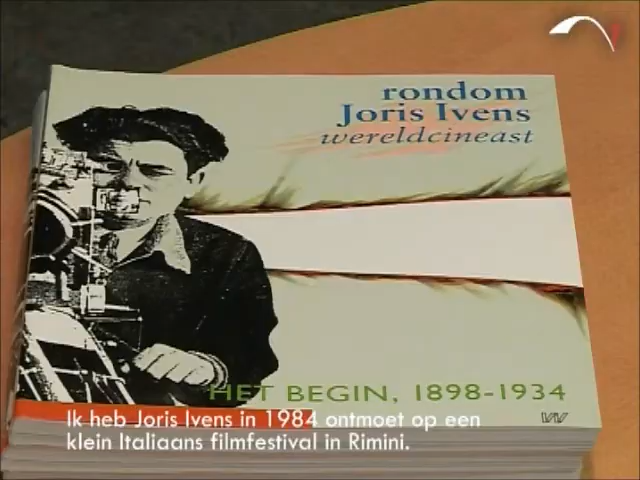 rondom
Joris Ivens
wereldcineast
HET BEGIN, 1898-1934
Ik heb Joris Ivens in 1984 ontmoet op een
klein Italiaans filmfestival in Rimini.